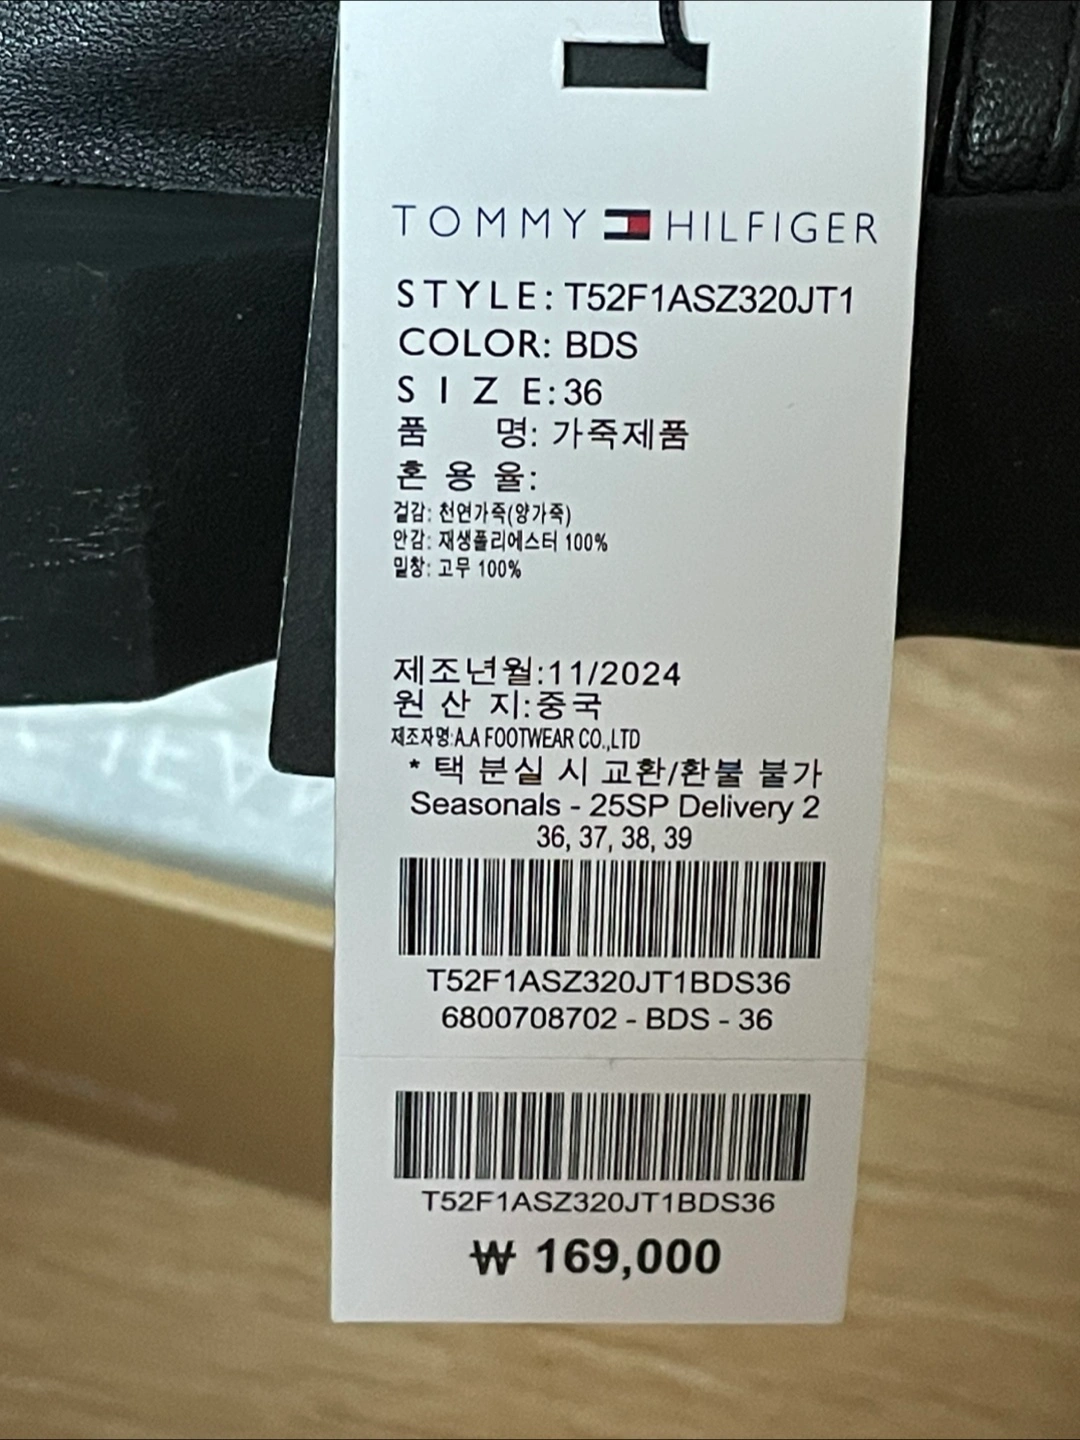 TOMMY HILFIGER
STYLE: T52F1ASZ320JT1
COLOR: BDS
SIZE:36
품 명: 가죽제품
혼 용 율:
겉감: 천연가죽(양가죽)
안감: 재생폴리에스터 100%
밑창: 고무 100%
제조년월:11/2024
원 산 지:중국
제조자명:A.A FOOTWEAR CO.,LTD
* 택 분실 시 교환/환불 불가
Seasonals - 25SP Delivery 2
36, 37, 38, 39
T52F1ASZ320JT1BDS36
6800708702 - BDS - 36
T52F1ASZ320JT1BDS36
₩ 169,000